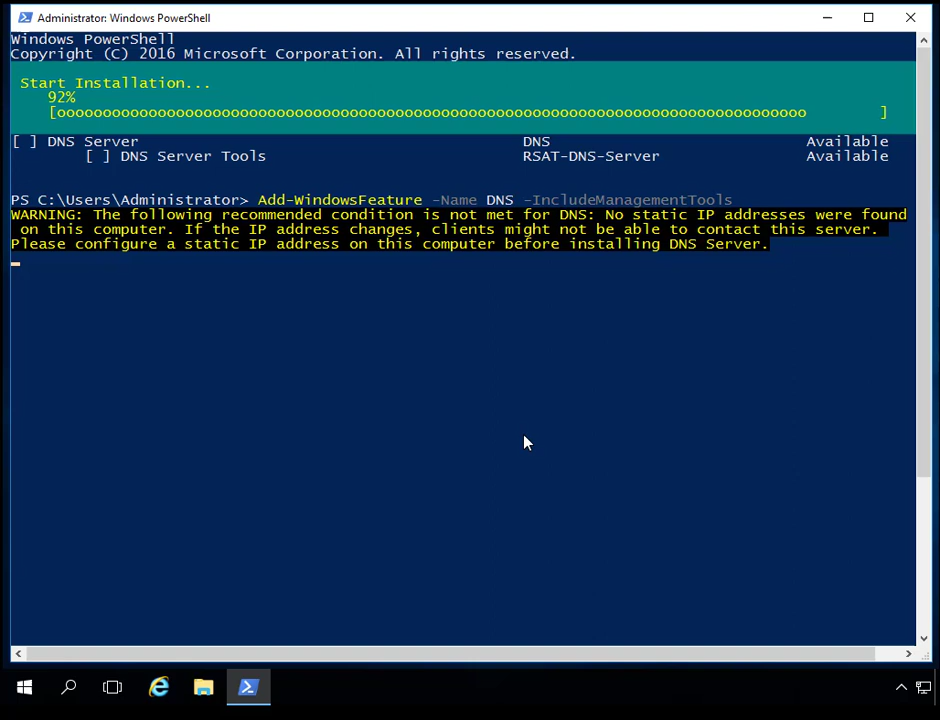 Administrator: Windows PowerShell
Windows PowerShell
Copyright (C) 2016 Microsoft Corporation. All rights reserved.
Start Installation...
92%
[oooooooooooooooooooooooooooooooooooooooooooooooooooooooooooooooooooooooooooooooooo ]
[ ] DNS Server DNS Available
[ ] DNS Server Tools RSAT-DNS-Server Available
PS C:\Users\Administrator> Add-WindowsFeature -Name DNS -IncludeManagementTools
WARNING: The following recommended condition is not met for DNS: No static IP addresses were found
on this computer. If the IP address changes, clients might not be able to contact this server.
Please configure a static IP address on this computer before installing DNS Server.